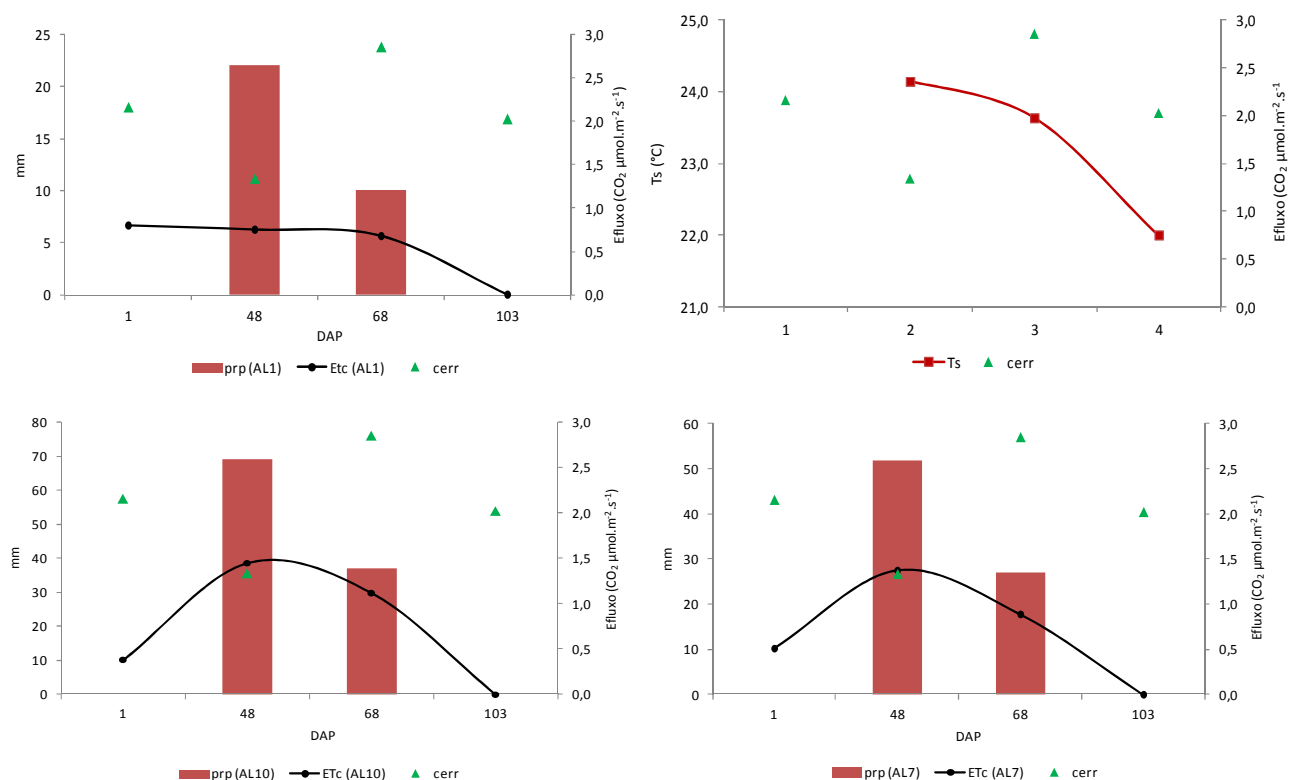 25
20
15
10
5
0
mm
3,0
2,5
2,0
1,5
1,0
0,5
0,0
Efluxo (CO₂ µmol.m⁻².s⁻¹)
1 48 68 103
DAP
prp (AL1) Etc (AL1) cerr
25,0
24,0
23,0
22,0
21,0
Ts (°C)
3,0
2,5
2,0
1,5
1,0
0,5
0,0
Efluxo (CO₂ µmol.m⁻².s⁻¹)
1 2 3 4
Ts cerr
80
70
60
50
40
30
20
10
0
mm
3,0
2,5
2,0
1,5
1,0
0,5
0,0
Efluxo (CO₂ µmol.m⁻².s⁻¹)
1 48 68 103
DAP
prp (AL10) ETc (AL10) cerr
60
50
40
30
20
10
0
mm
3,0
2,5
2,0
1,5
1,0
0,5
0,0
Efluxo (CO₂ µmol.m⁻².s⁻¹)
1 48 68 103
DAP
prp (AL7) ETc (AL7) cerr